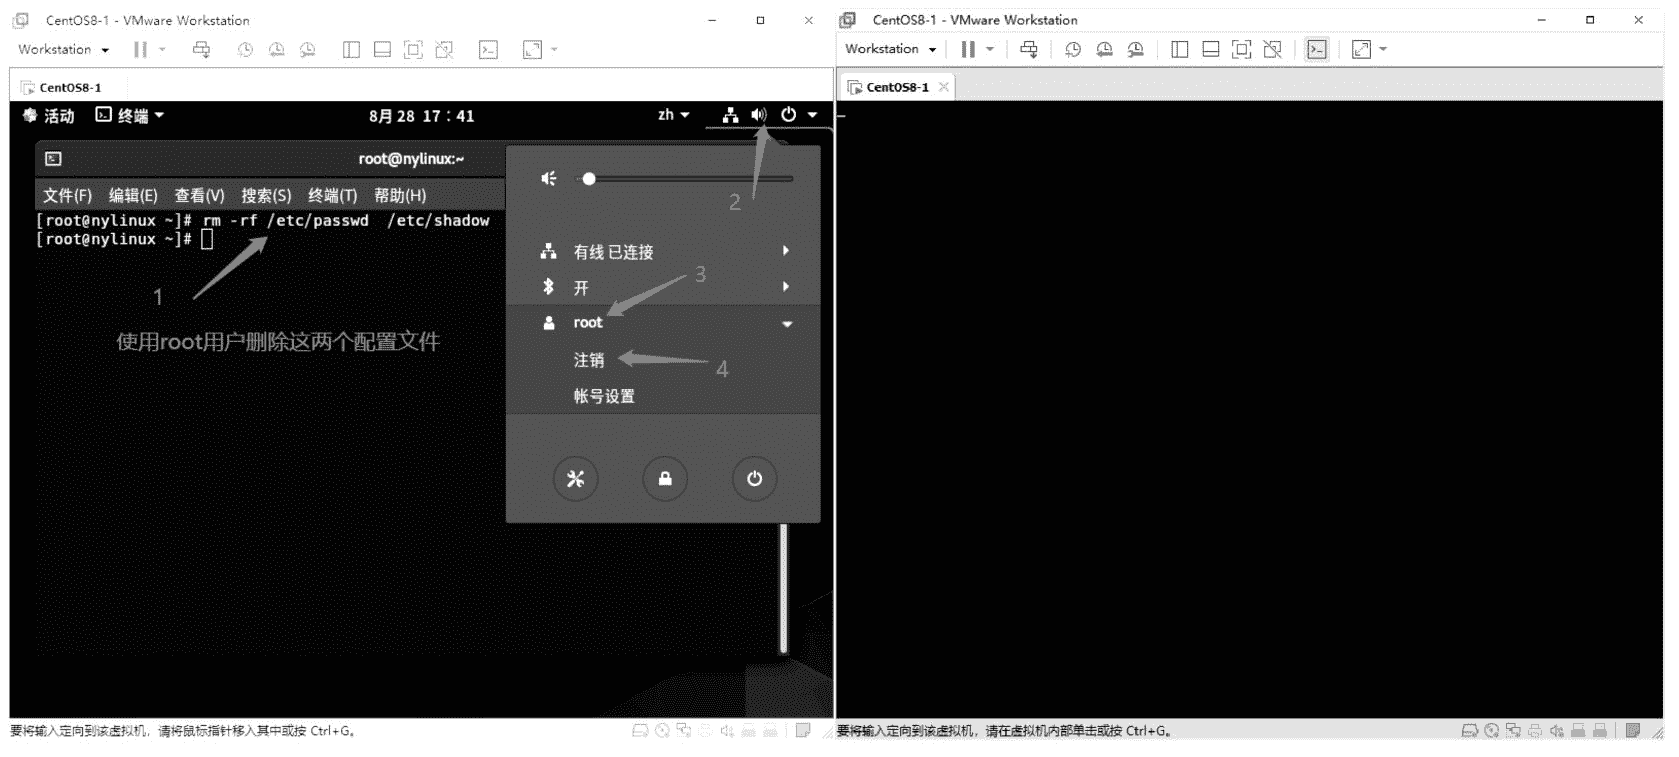 CentOS8-1 - VMware Workstation
Workstation
CentOS8-1
活动 终端 8月 28 17：41 zh
root@nylinux:~
文件(F) 编辑(E) 查看(V) 搜索(S) 终端(T) 帮助(H)
[root@nylinux ~]# rm -rf /etc/passwd  /etc/shadow
[root@nylinux ~]#
1
使用root用户删除这两个配置文件
2
有线 已连接
3
开
root
注销
4
帐号设置
要将输入定向到该虚拟机，请将鼠标指针移入其中或按 Ctrl+G。
CentOS8-1 - VMware Workstation
Workstation
CentOS8-1
要将输入定向到该虚拟机，请在虚拟机内部单击或按 Ctrl+G。